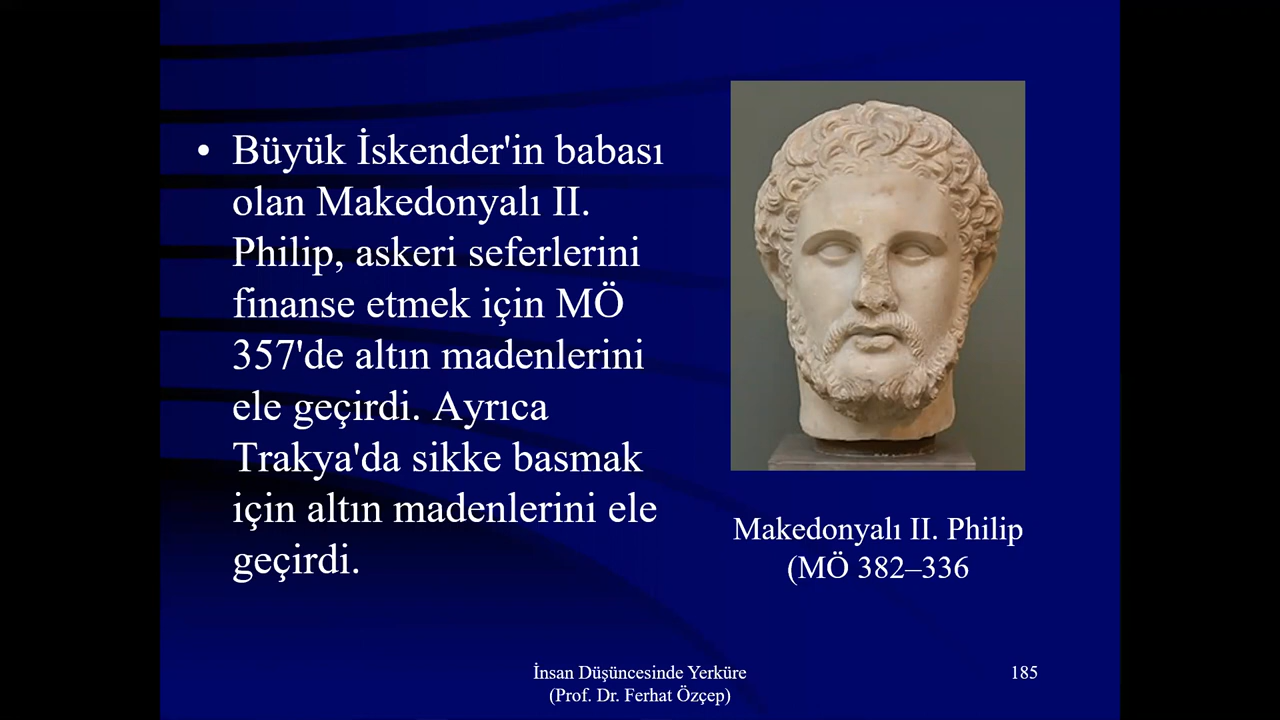 • Büyük İskender'in babası
olan Makedonyalı II.
Philip, askeri seferlerini
finanse etmek için MÖ
357'de altın madenlerini
ele geçirdi. Ayrıca
Trakya'da sikke basmak
için altın madenlerini ele
geçirdi.
Makedonyalı II. Philip
(MÖ 382–336
İnsan Düşüncesinde Yerküre
(Prof. Dr. Ferhat Özçep)
185